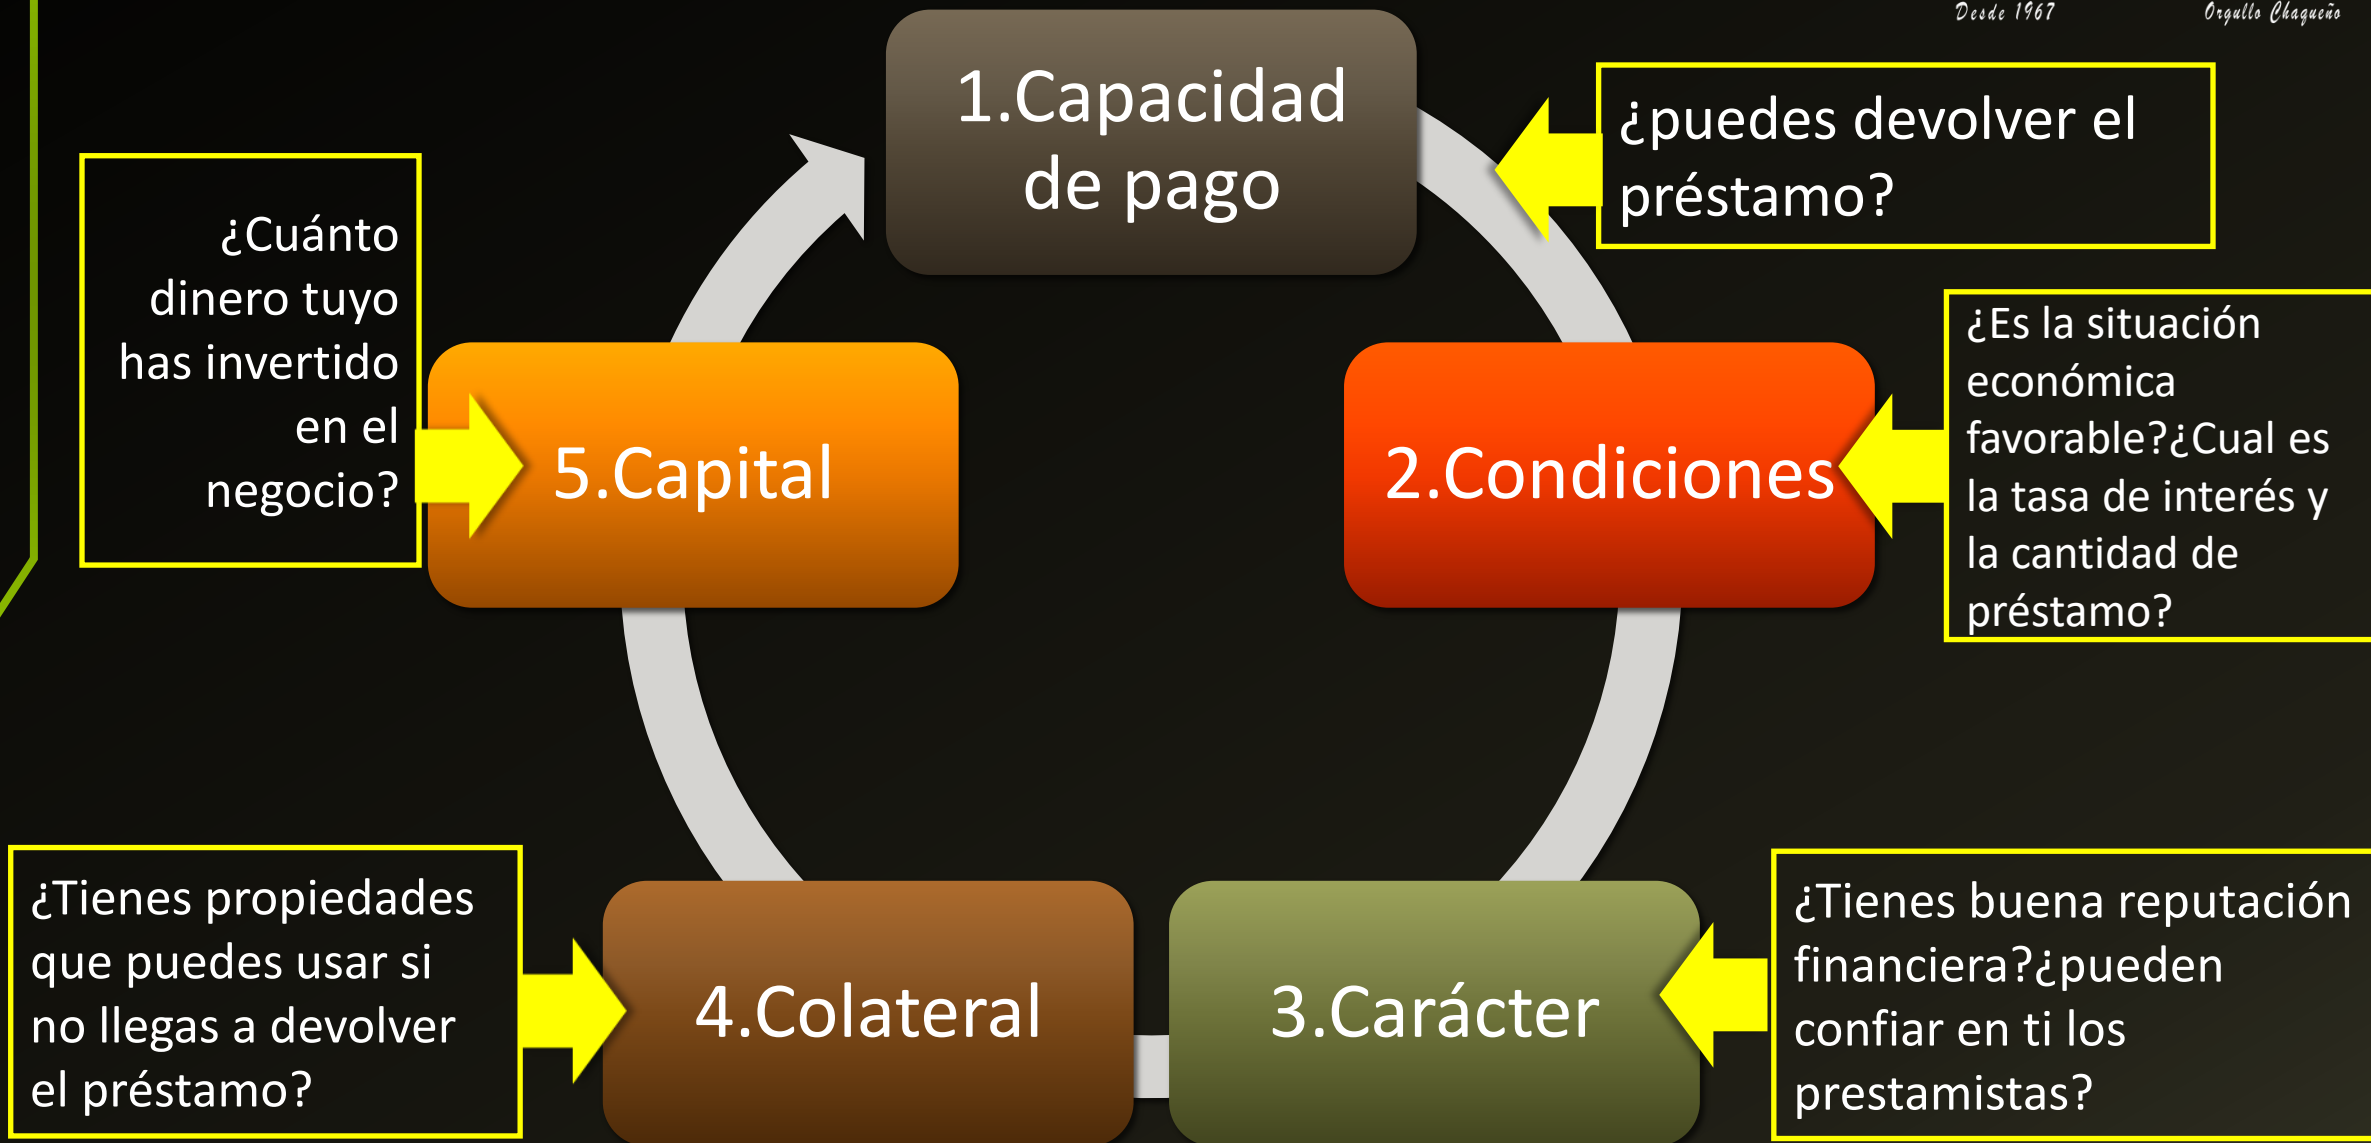 Desde 1967
Orgullo Chaqueño
1.Capacidad
de pago
¿puedes devolver el
préstamo?
2.Condiciones
¿Es la situación
económica
favorable?¿Cual es
la tasa de interés y
la cantidad de
préstamo?
3.Carácter
¿Tienes buena reputación
financiera?¿pueden
confiar en ti los
prestamistas?
4.Colateral
¿Tienes propiedades
que puedes usar si
no llegas a devolver
el préstamo?
5.Capital
¿Cuánto
dinero tuyo
has invertido
en el
negocio?